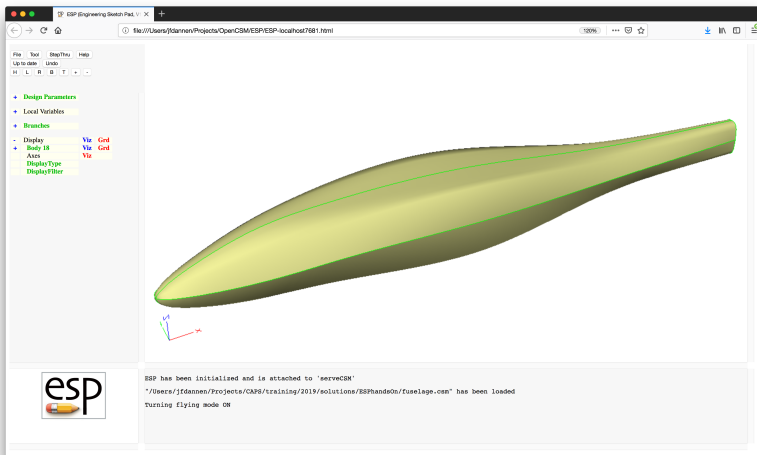 ESP (Engineering Sketch Pad, V
file:///Users/jfdannen/Projects/OpenCSM/ESP/ESP-localhost7681.html
120%
File Tool StepThru Help
Up to date Undo
H L R B T + -
+ Design Parameters
+ Local Variables
+ Branches
- Display Viz Grd
+ Body 18 Viz Grd
Axes Viz
DisplayType
DisplayFilter
x
esp
ESP has been initialized and is attached to 'serveCSM'
"/Users/jfdannen/Projects/CAPS/training/2019/solutions/ESPhandsOn/fuselage.csm" has been loaded
Turning flying mode ON